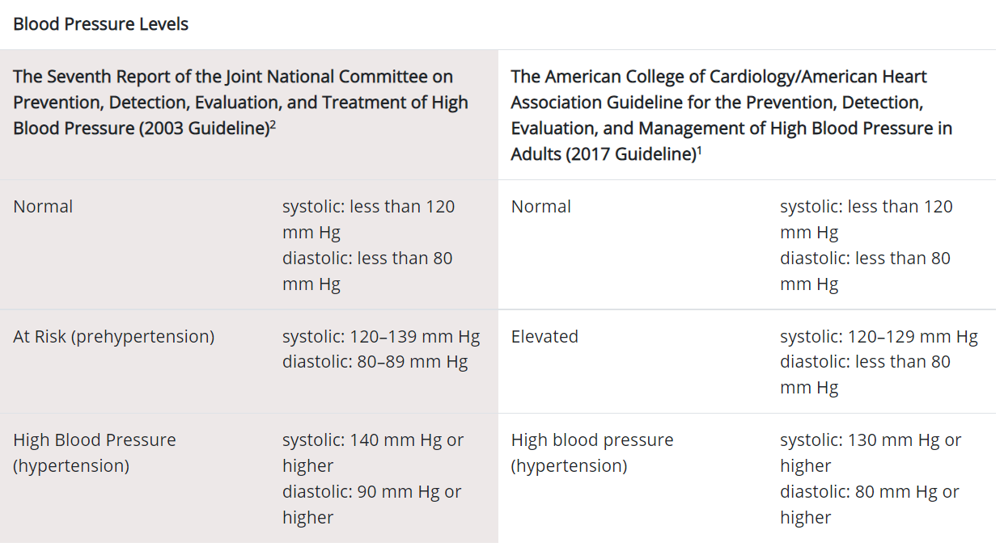 Blood Pressure Levels
The Seventh Report of the Joint National Committee on
Prevention, Detection, Evaluation, and Treatment of High
Blood Pressure (2003 Guideline)2
The American College of Cardiology/American Heart
Association Guideline for the Prevention, Detection,
Evaluation, and Management of High Blood Pressure in
Adults (2017 Guideline)1
Normal
systolic: less than 120
mm Hg
diastolic: less than 80
mm Hg
Normal
systolic: less than 120
mm Hg
diastolic: less than 80
mm Hg
At Risk (prehypertension)
systolic: 120–139 mm Hg
diastolic: 80–89 mm Hg
Elevated
systolic: 120–129 mm Hg
diastolic: less than 80
mm Hg
High Blood Pressure
(hypertension)
systolic: 140 mm Hg or
higher
diastolic: 90 mm Hg or
higher
High blood pressure
(hypertension)
systolic: 130 mm Hg or
higher
diastolic: 80 mm Hg or
higher